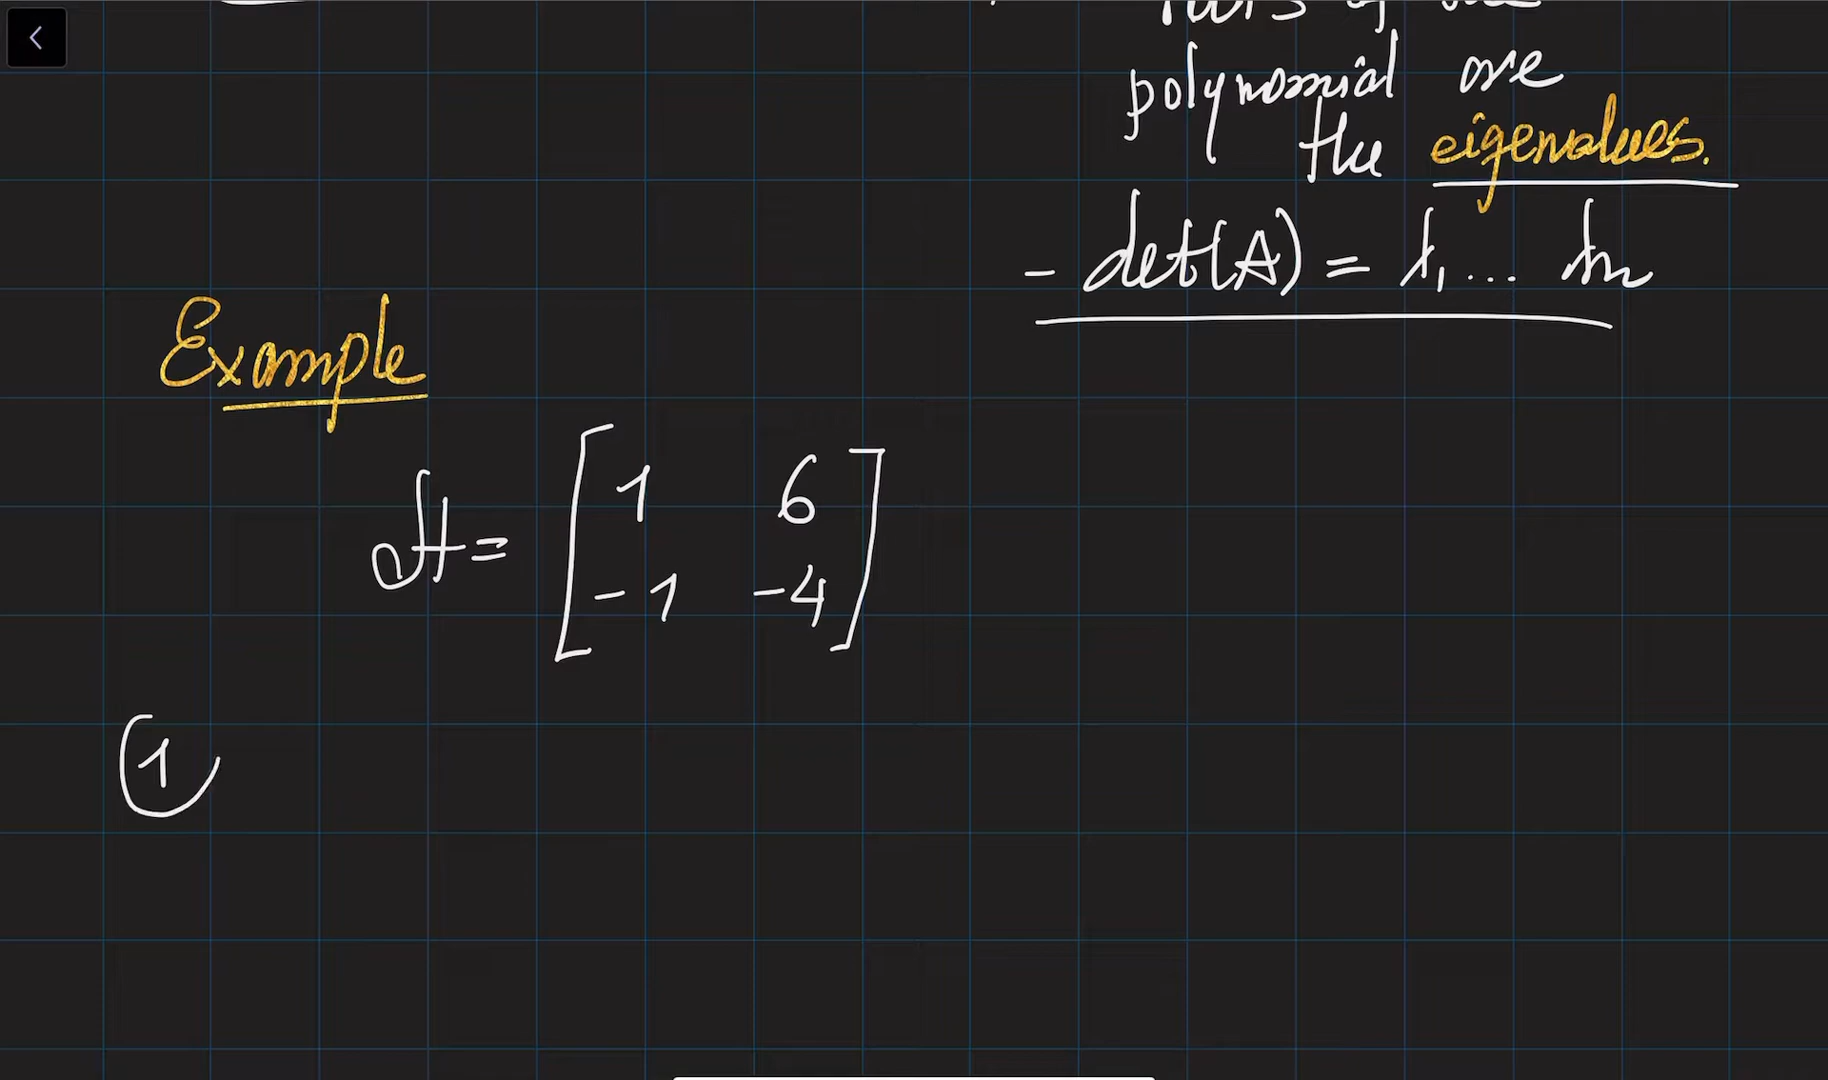 polynomial are
the eigenvalues.
- det(A) = λ₁ ... λn
Example
A = [ 1 6
-1 -4 ]
1